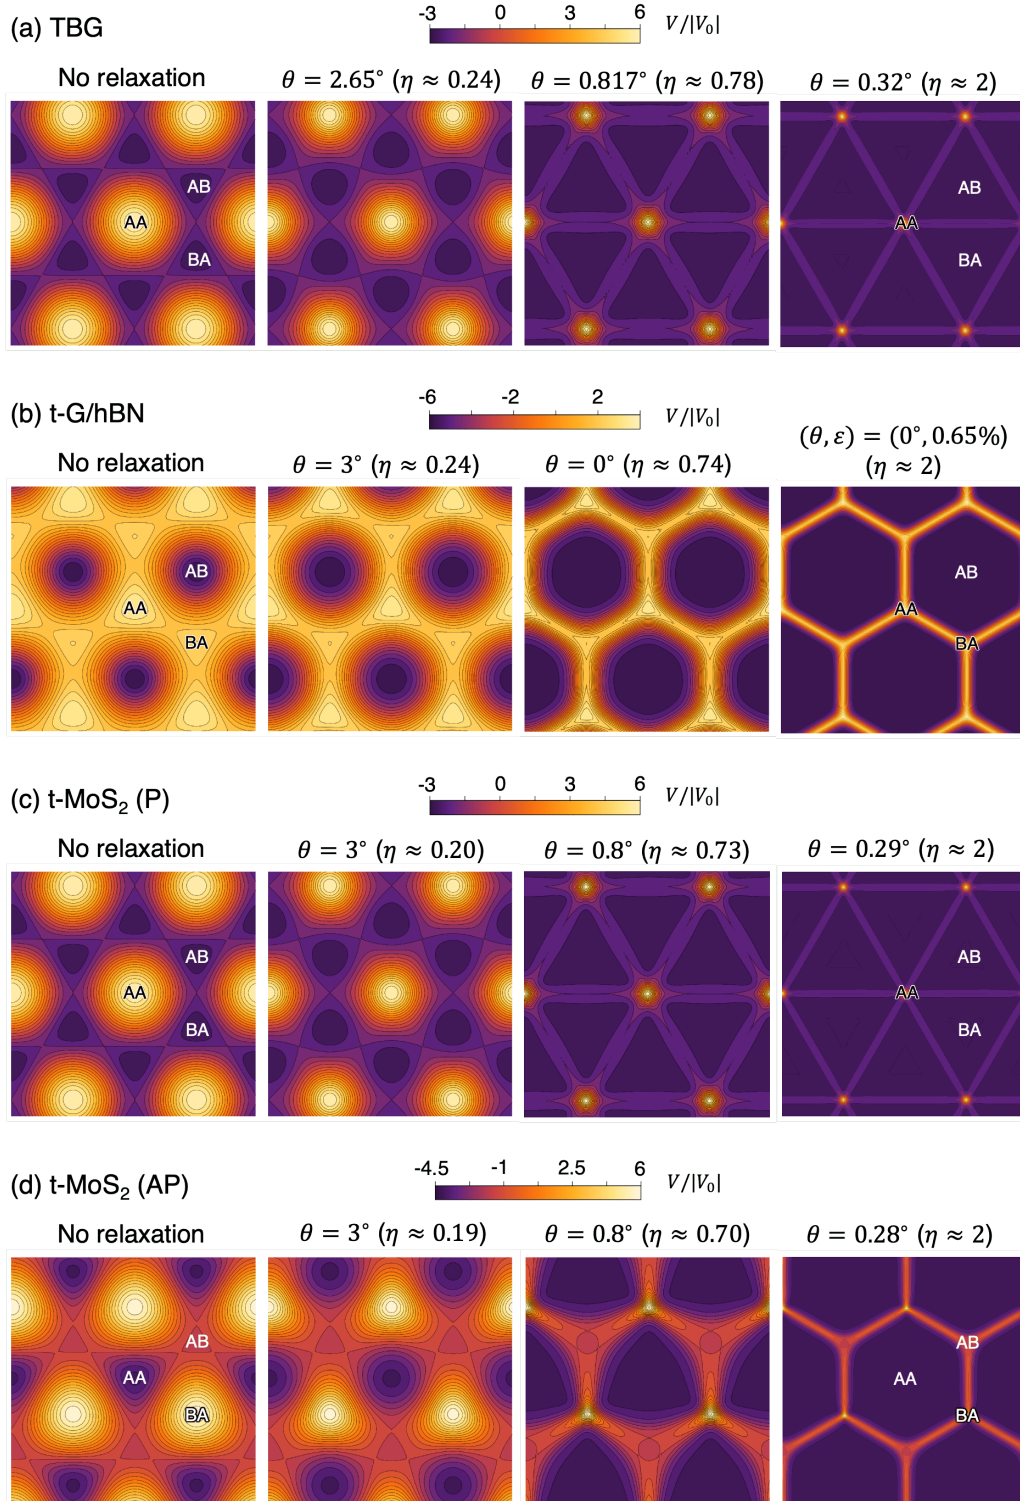 (a) TBG
-3 0 3 6 V/|V₀|
No relaxation θ = 2.65° (η ≈ 0.24) θ = 0.817° (η ≈ 0.78) θ = 0.32° (η ≈ 2)
AB AB
AA AA
BA BA
(b) t-G/hBN
-6 -2 2 V/|V₀|
(θ, ε) = (0°, 0.65%)
No relaxation θ = 3° (η ≈ 0.24) θ = 0° (η ≈ 0.74) (η ≈ 2)
AB AB
AA AA
BA BA
(c) t-MoS₂ (P)
-3 0 3 6 V/|V₀|
No relaxation θ = 3° (η ≈ 0.20) θ = 0.8° (η ≈ 0.73) θ = 0.29° (η ≈ 2)
AB AB
AA AA
BA BA
(d) t-MoS₂ (AP)
-4.5 -1 2.5 6 V/|V₀|
No relaxation θ = 3° (η ≈ 0.19) θ = 0.8° (η ≈ 0.70) θ = 0.28° (η ≈ 2)
AB AB
AA AA
BA BA